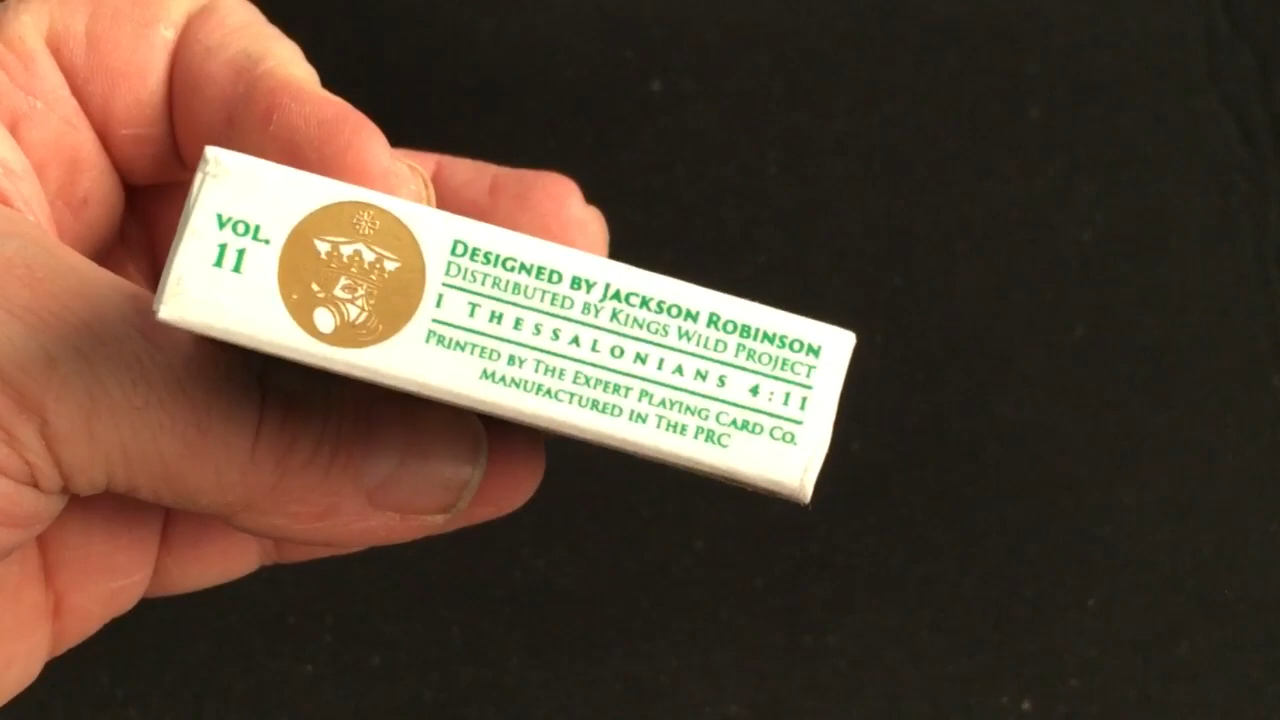 VOL.
11
DESIGNED BY JACKSON ROBINSON
DISTRIBUTED BY KINGS WILD PROJECT
I THESSALONIANS 4:11
PRINTED BY THE EXPERT PLAYING CARD CO.
MANUFACTURED IN THE PRC